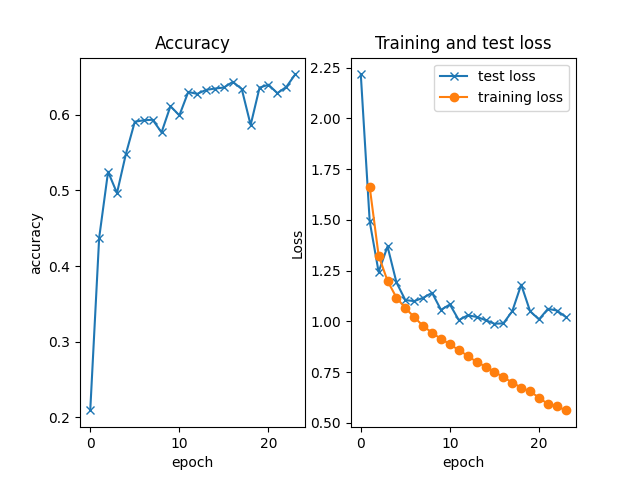 Accuracy
accuracy
0.6
0.5
0.4
0.3
0.2
0
10
20
epoch
Training and test loss
Loss
2.25
2.00
1.75
1.50
1.25
1.00
0.75
0.50
0
10
20
epoch
test loss
training loss